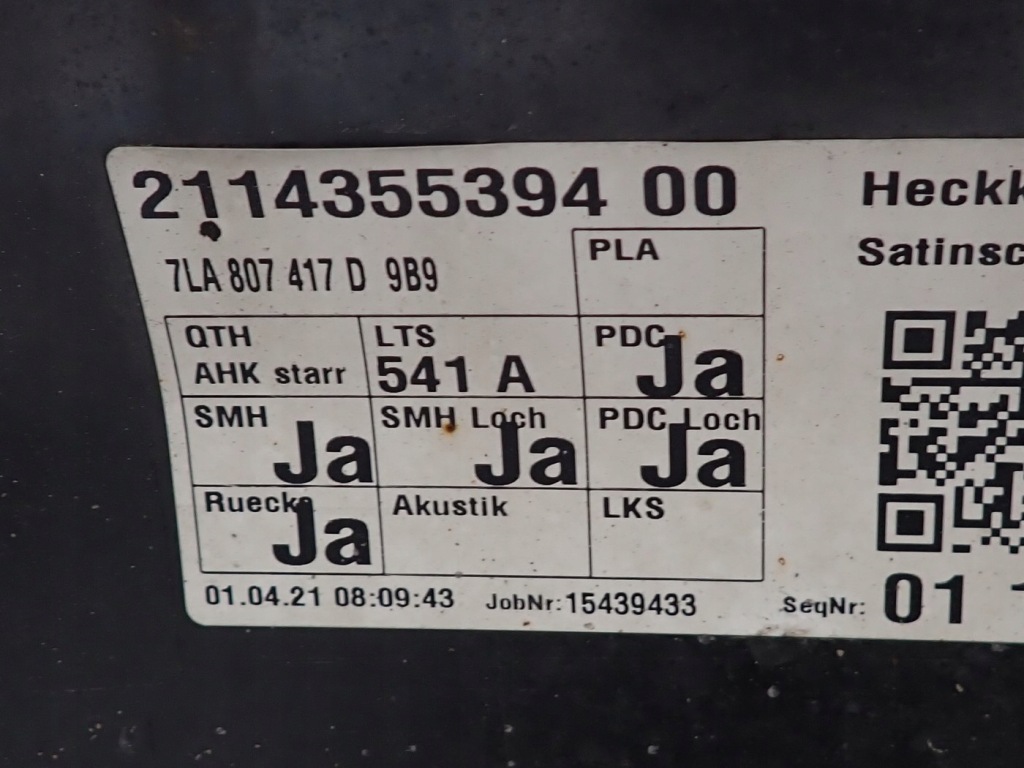 2114355394 00
Heckk
7LA 807 417 D 9B9
PLA
Satinsc
QTH
AHK starr
LTS
541 A
PDC
Ja
SMH
Ja
SMH Loch
Ja
PDC Loch
Ja
Ruecks
Ja
Akustik
LKS
01.04.21 08:09:43 JobNr:15439433
SeqNr: 01